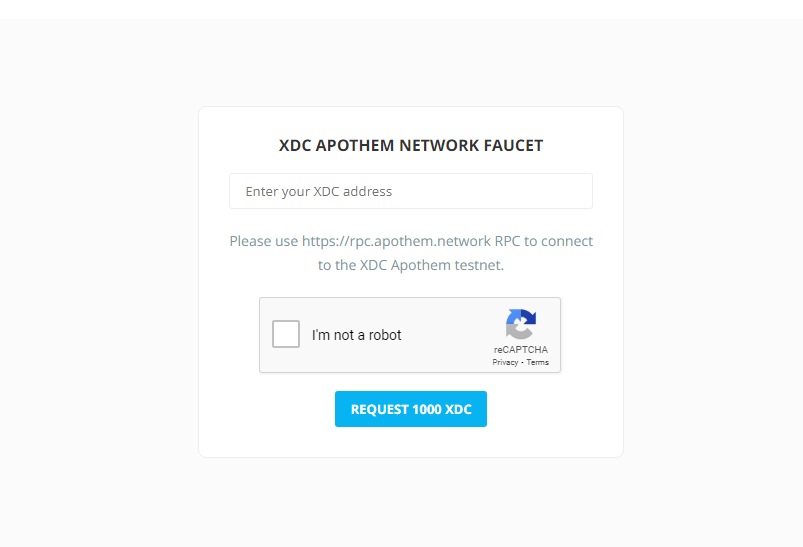 XDC APOTHEM NETWORK FAUCET
Enter your XDC address
Please use https://rpc.apothem.network RPC to connect
to the XDC Apothem testnet.
I'm not a robot
reCAPTCHA
Privacy - Terms
REQUEST 1000 XDC